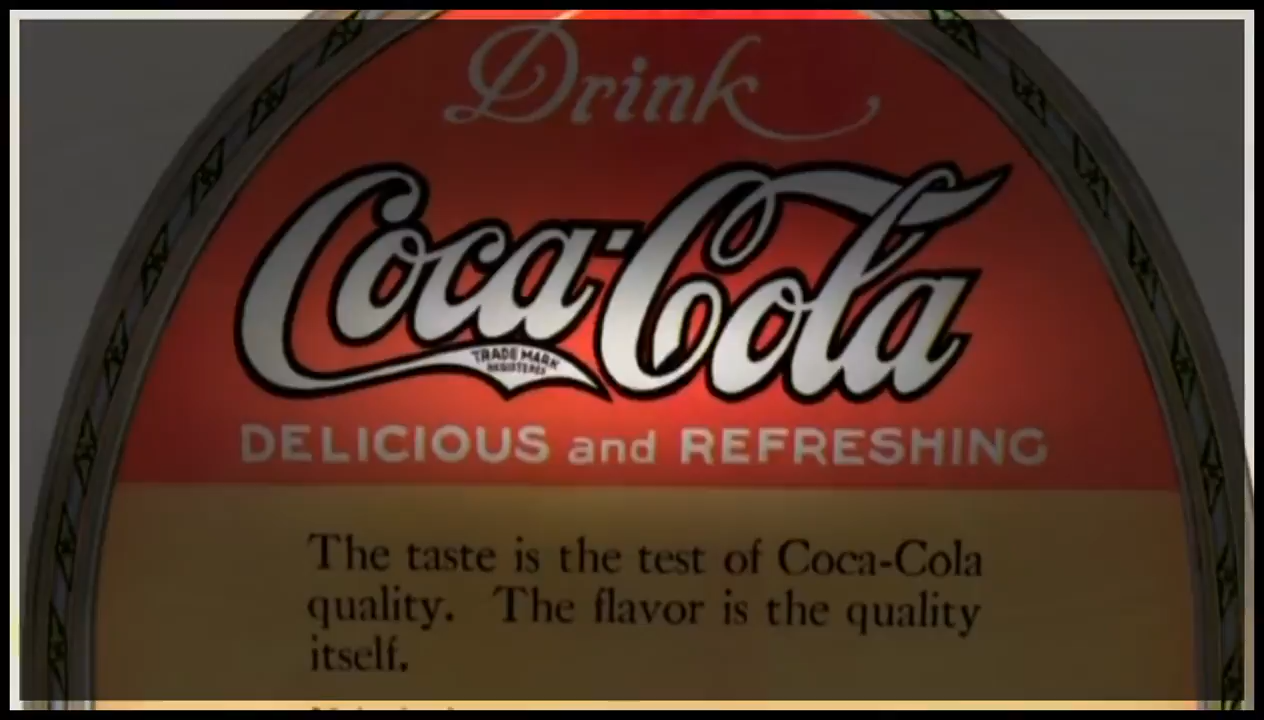 Drink
Coca-Cola
TRADE MARK
REGISTERED
DELICIOUS and REFRESHING
The taste is the test of Coca-Cola
quality. The flavor is the quality
itself.